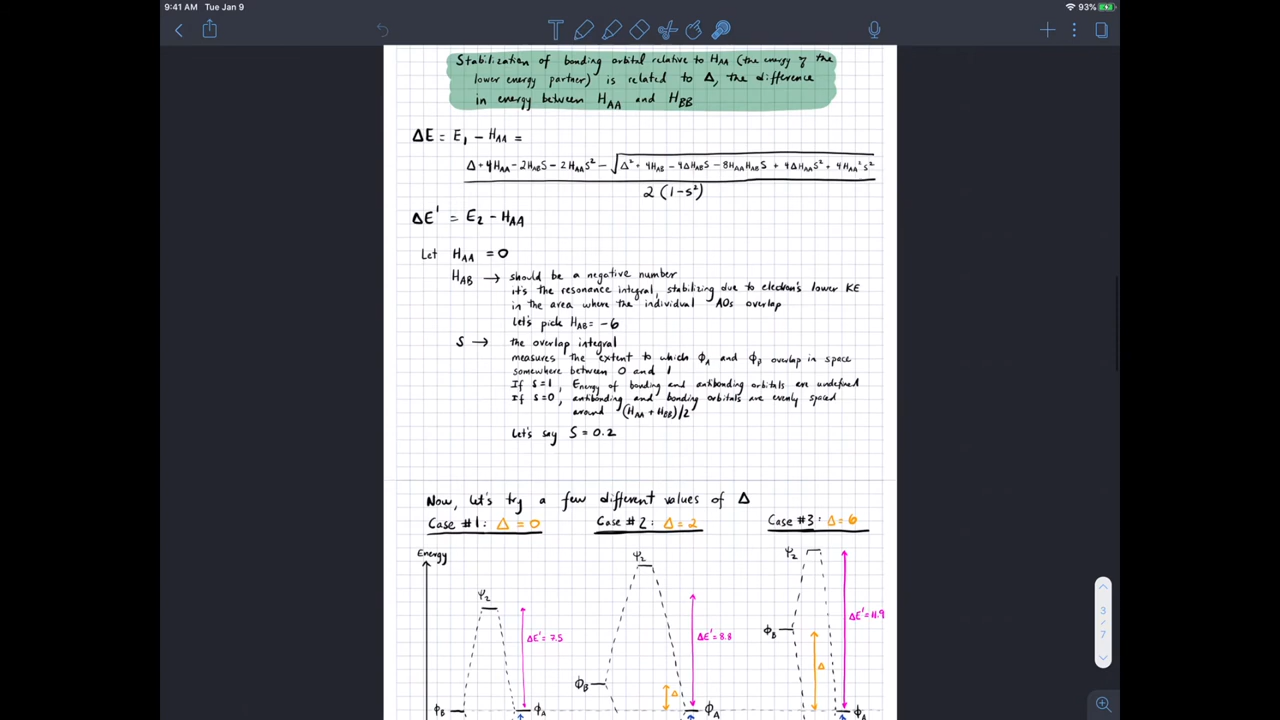 9:41 AM Tue Jan 9
93%
Stabilization of bonding orbital relative to HAA (the energy of the
lower energy partner) is related to Δ, the difference
in energy between HAA and HBB
ΔE = E1 - HAA =
Δ + 4HAA - 2HABS - 2HAAS² - √Δ² + 4HAB - 4ΔHABS - 8HAAHABS + 4ΔHAAS² + 4HAA²S²
2 (1-S²)
ΔE' = E2 - HAA
Let HAA = 0
HAB → should be a negative number
it's the resonance integral, stabilizing due to electron's lower KE
in the area where the individual AOs overlap
Let's pick HAB = -6
S → the overlap integral
measures the extent to which ϕA and ϕB overlap in space
somewhere between 0 and 1
If S=1, Energy of bonding and antibonding orbitals are undefined
If S=0, antibonding and bonding orbitals are evenly spaced
around (HAA + HBB)/2
Let's say S = 0.2
Now, let's try a few different values of Δ
Case #1: Δ = 0 Case #2: Δ = 2 Case #3: Δ = 6
Energy
Ψ2 Ψ2 Ψ2
ΔE' = 7.5 ΔE' = 8.8 ΔE' = 11.9
ϕB ϕA ϕB Δ ϕA ϕB Δ ϕA
3
/
7